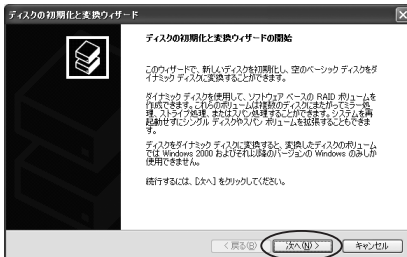 ディスクの初期化と変換ウィザード
ディスクの初期化と変換ウィザードの開始
このウィザードで、新しいディスクを初期化し、空のベーシック ディスクをダ
イナミック ディスクに変換することができます。
ダイナミック ディスクを使用して、ソフトウェア ベースの RAID ボリュームを
作成できます。これらのボリュームは複数のディスクにまたがってミラー処
理、ストライプ処理、またはスパン処理することができます。システムを再
起動せずにシングル ディスクやスパン ボリュームを拡張することもできま
す。
ディスクをダイナミック ディスクに変換すると、変換したディスクのボリューム
では Windows 2000 およびそれ以降のバージョンの Windows のみしか
使用できません。
続行するには、[次へ] をクリックしてください。
< 戻る(B)
次へ(N) >
キャンセル